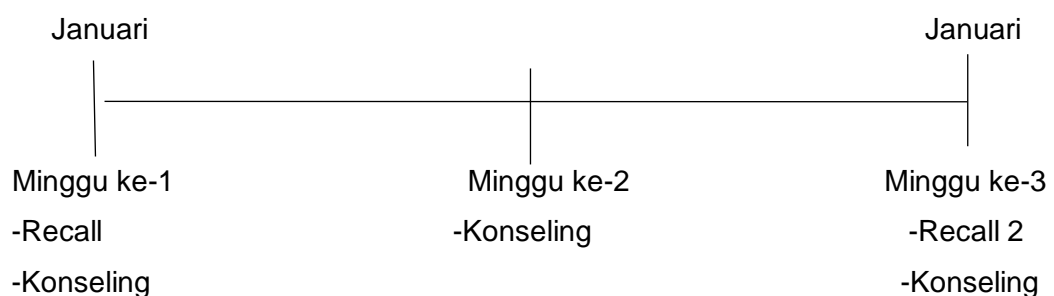 Januari Januari
Minggu ke-1 Minggu ke-2 Minggu ke-3
-Recall -Konseling -Recall 2
-Konseling -Konseling